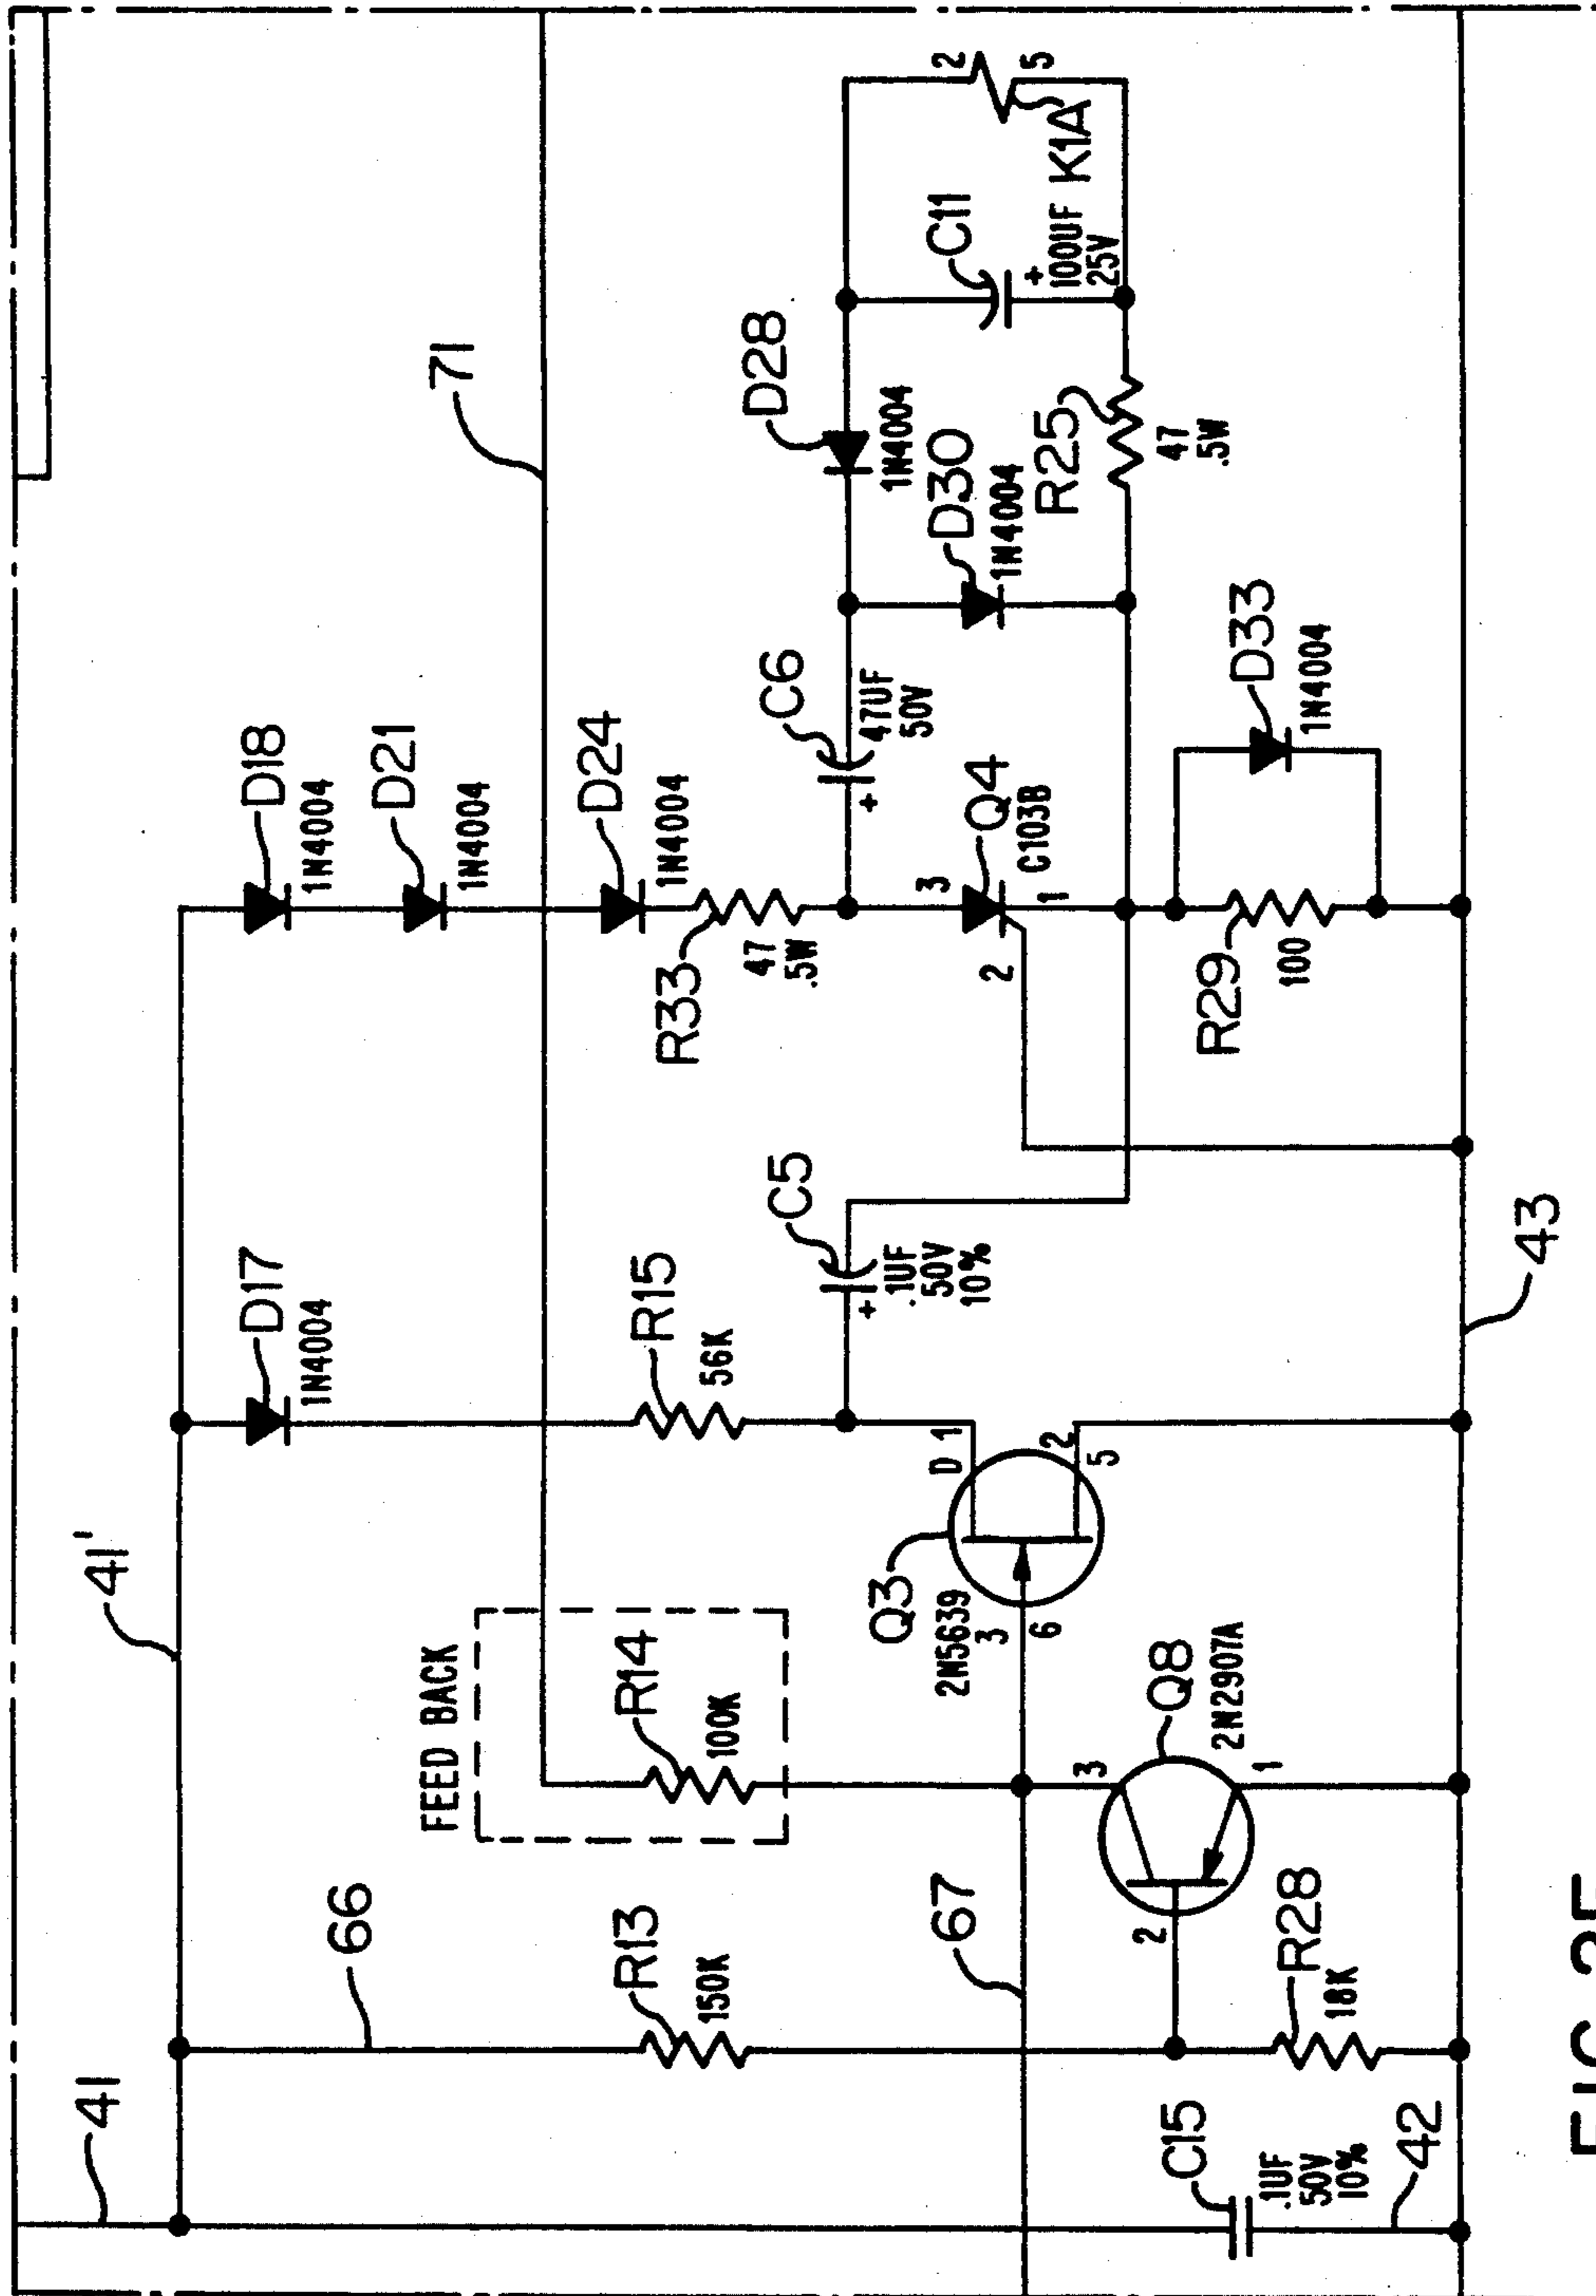 41
41'
66
D17
1N4004
D18
1N4004
D21
1N4004
71
FEED BACK
R13
150K
R14
100K
R15
56K
D24
1N4004
R33
47
.5W
C5
.1UF
50V
10%
C6
47UF
50V
D28
1N4004
67
Q3
2N5639
3
6
D 1
2
5
2
3
Q4
C103B
1
D30
1N4004
C11
+
100UF
25V
2
5
K1A
R25
47
.5W
C15
.1UF
50V
10%
42
2
3
Q8
2N2907A
1
R28
18K
+
+
R29
100
D33
1N4004
43